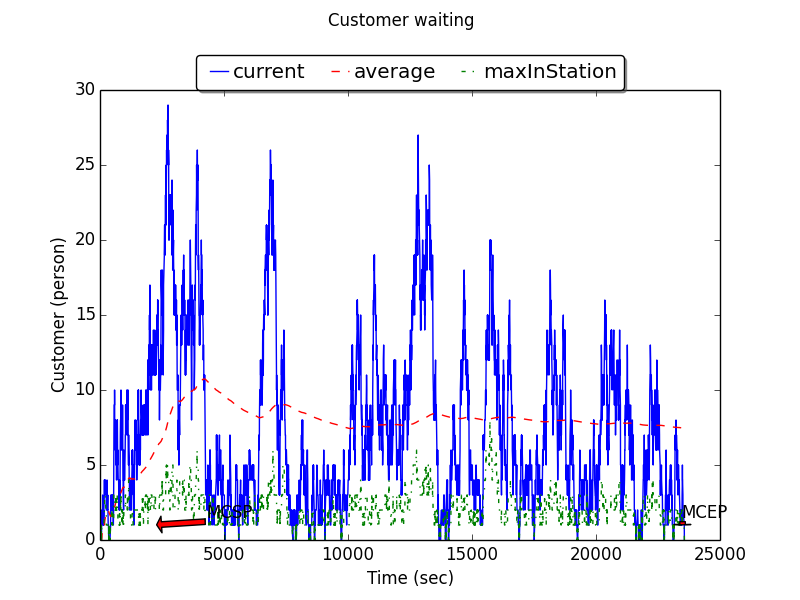 Customer waiting
current average maxInStation
30
25
20
15
10
5
0
Customer (person)
MCSP
MCEP
0 5000 10000 15000 20000 25000
Time (sec)